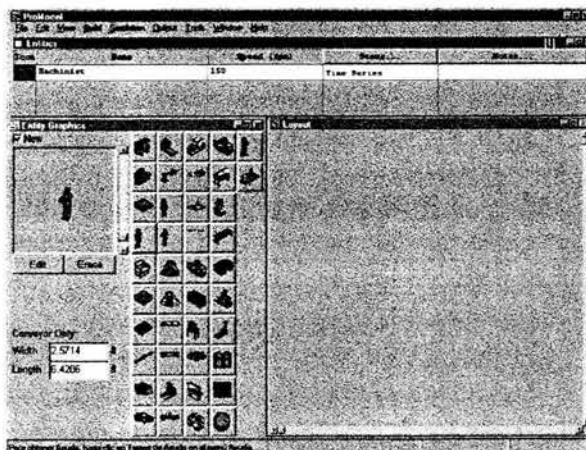 ProModel
File Edit View Build Simulation Output Tools Window Help
Entities
Icon Name Speed (fpm) Stats... Notes...
Machinist 150 Time Series
Entity Graphics
Layout
New
Edit Erase
Conveyor Only:
Width 2.5714
Length 6.4286